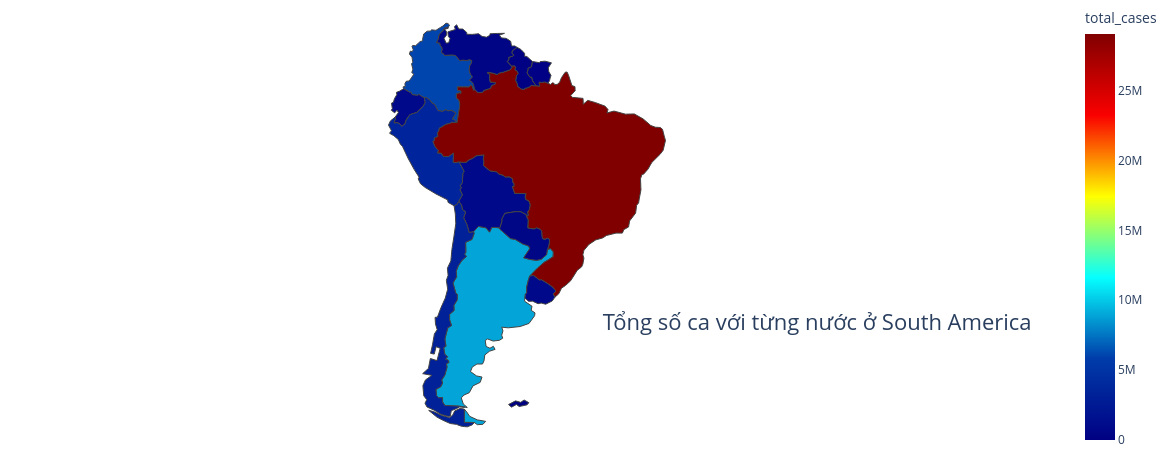 total_cases
25M
20M
15M
10M
5M
0
Tổng số ca với từng nước ở South America